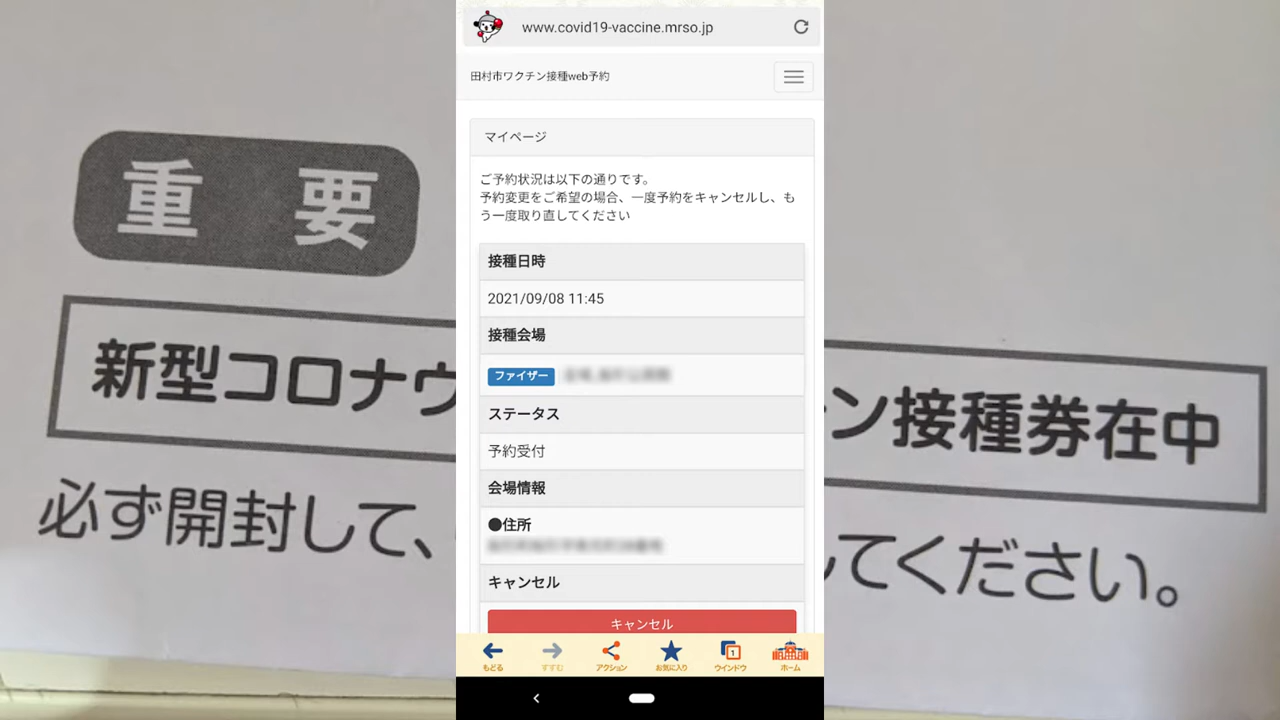 重要
新型コロナウ
ン接種券在中
必ず開封して、
してください。
www.covid19-vaccine.mrso.jp
田村市ワクチン接種web予約
マイページ
ご予約状況は以下の通りです。
予約変更をご希望の場合、一度予約をキャンセルし、も
う一度取り直してください
接種日時
2021/09/08 11:45
接種会場
ファイザー
ステータス
予約受付
会場情報
●住所
キャンセル
キャンセル
もどる
すすむ
アクション
お気に入り
1
ウインドウ
ホーム